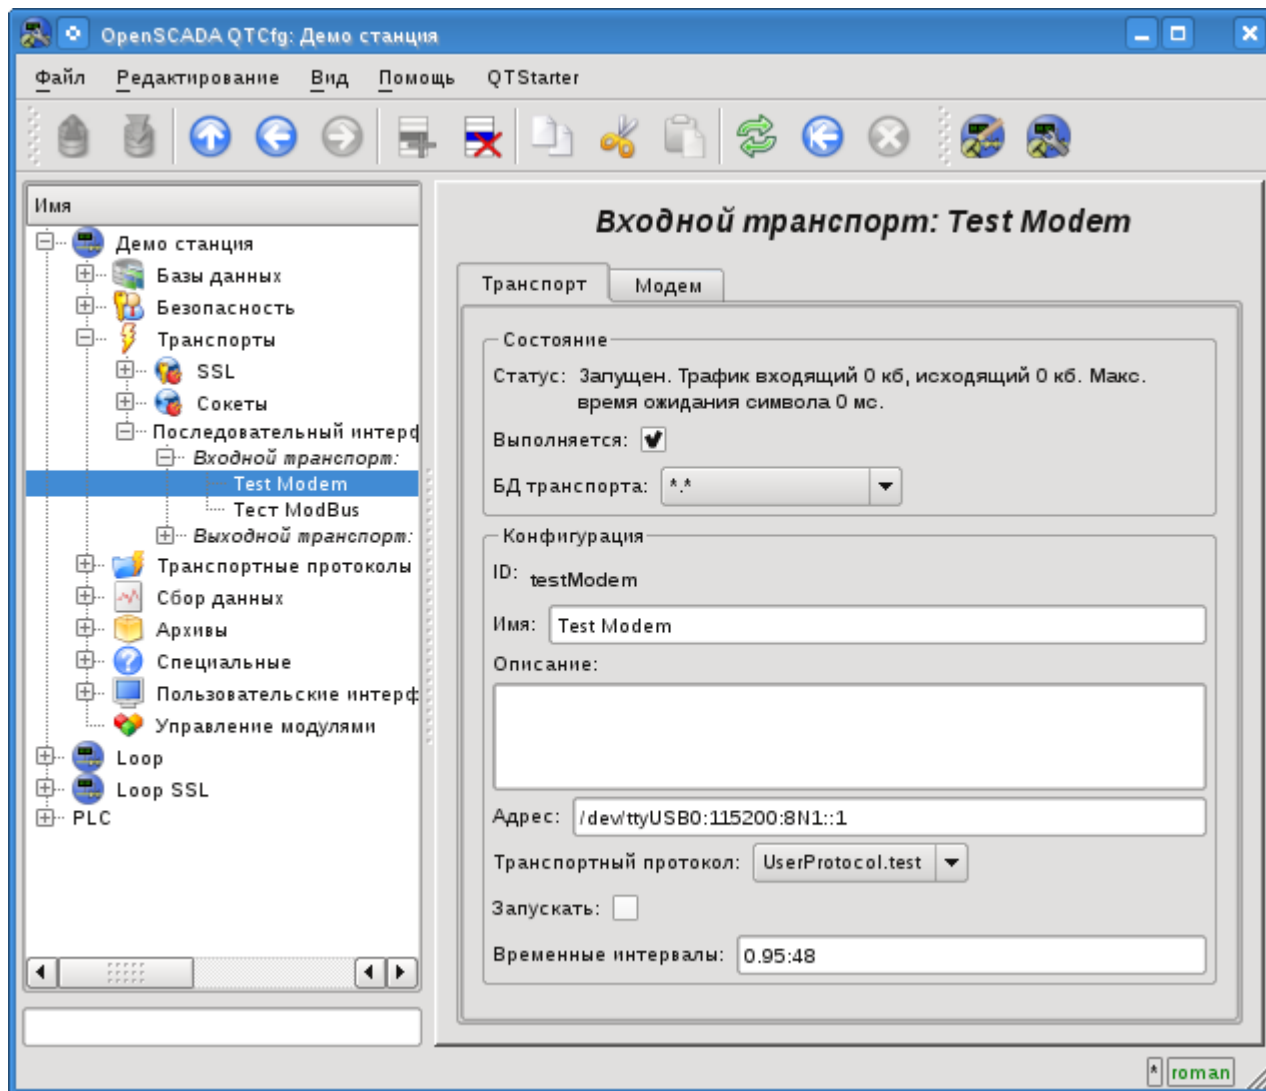 OpenSCADA QTCfg: Демо станция
Файл Редактирование Вид Помощь QTStarter
Имя
Демо станция
Базы данных
Безопасность
Транспорты
SSL
Сокеты
Последовательный интерф
Входной транспорт:
Test Modem
Тест ModBus
Выходной транспорт:
Транспортные протоколы
Сбор данных
Архивы
Специальные
Пользовательские интерф
Управление модулями
Loop
Loop SSL
PLC
Входной транспорт: Test Modem
Транспорт Модем
Состояние
Статус: Запущен. Трафик входящий 0 кб, исходящий 0 кб. Макс.
время ожидания символа 0 мс.
Выполняется:
БД транспорта: *.*
Конфигурация
ID: testModem
Имя: Test Modem
Описание:
Адрес: /dev/ttyUSB0:115200:8N1::1
Транспортный протокол: UserProtocol.test
Запускать:
Временные интервалы: 0.95:48
* roman